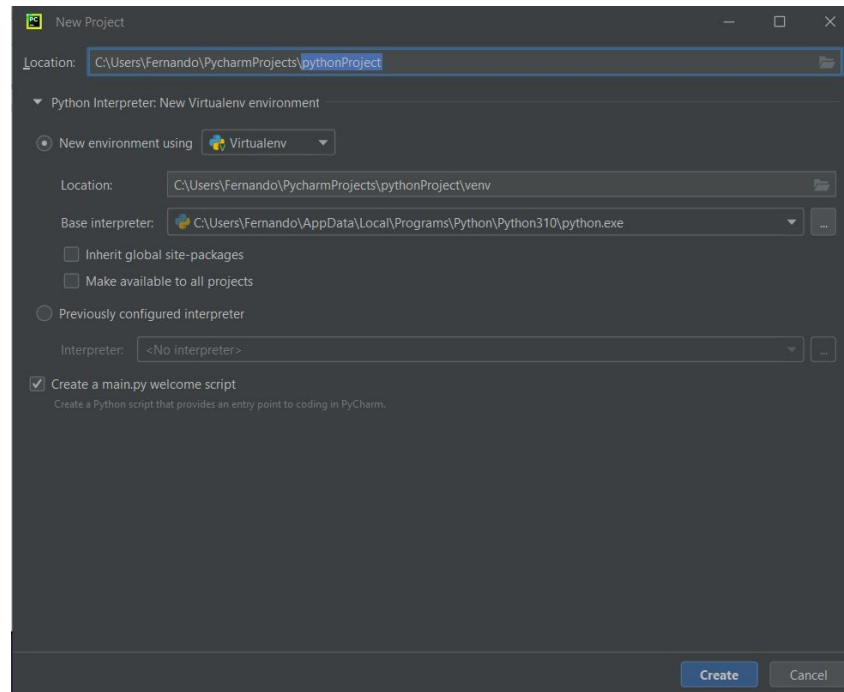 PC New Project
Location: C:\Users\Fernando\PycharmProjects\pythonProject
Python Interpreter: New Virtualenv environment
New environment using Virtualenv
Location: C:\Users\Fernando\PycharmProjects\pythonProject\venv
Base interpreter: C:\Users\Fernando\AppData\Local\Programs\Python\Python310\python.exe ...
Inherit global site-packages
Make available to all projects
Previously configured interpreter
Interpreter: <No interpreter> ...
Create a main.py welcome script
Create a Python script that provides an entry point to coding in PyCharm.
Create Cancel